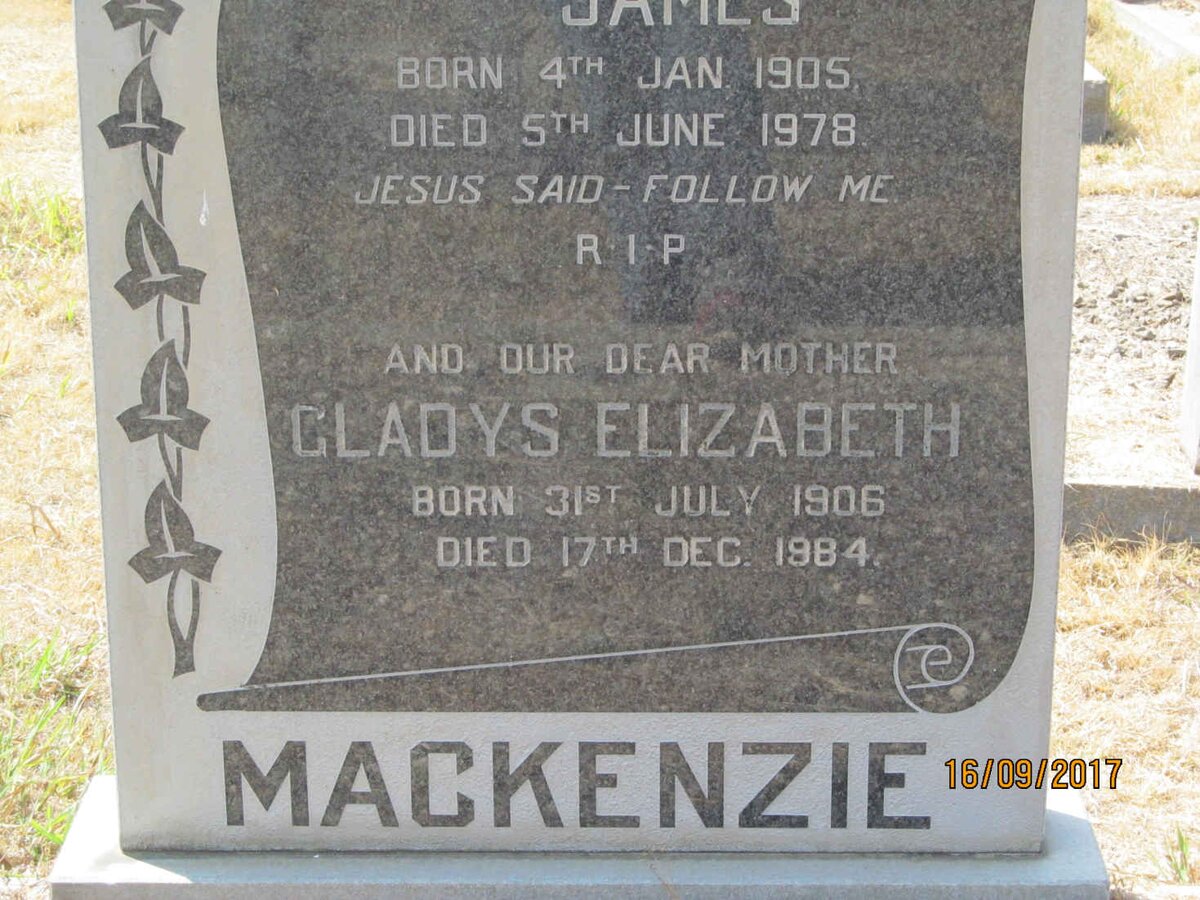 JAMES
BORN 4TH JAN. 1905.
DIED 5TH JUNE 1978.
JESUS SAID - FOLLOW ME.
R·I·P
AND OUR DEAR MOTHER
GLADYS ELIZABETH
BORN 31ST JULY 1906
DIED 17TH DEC. 1984.
MACKENZIE
16/09/2017